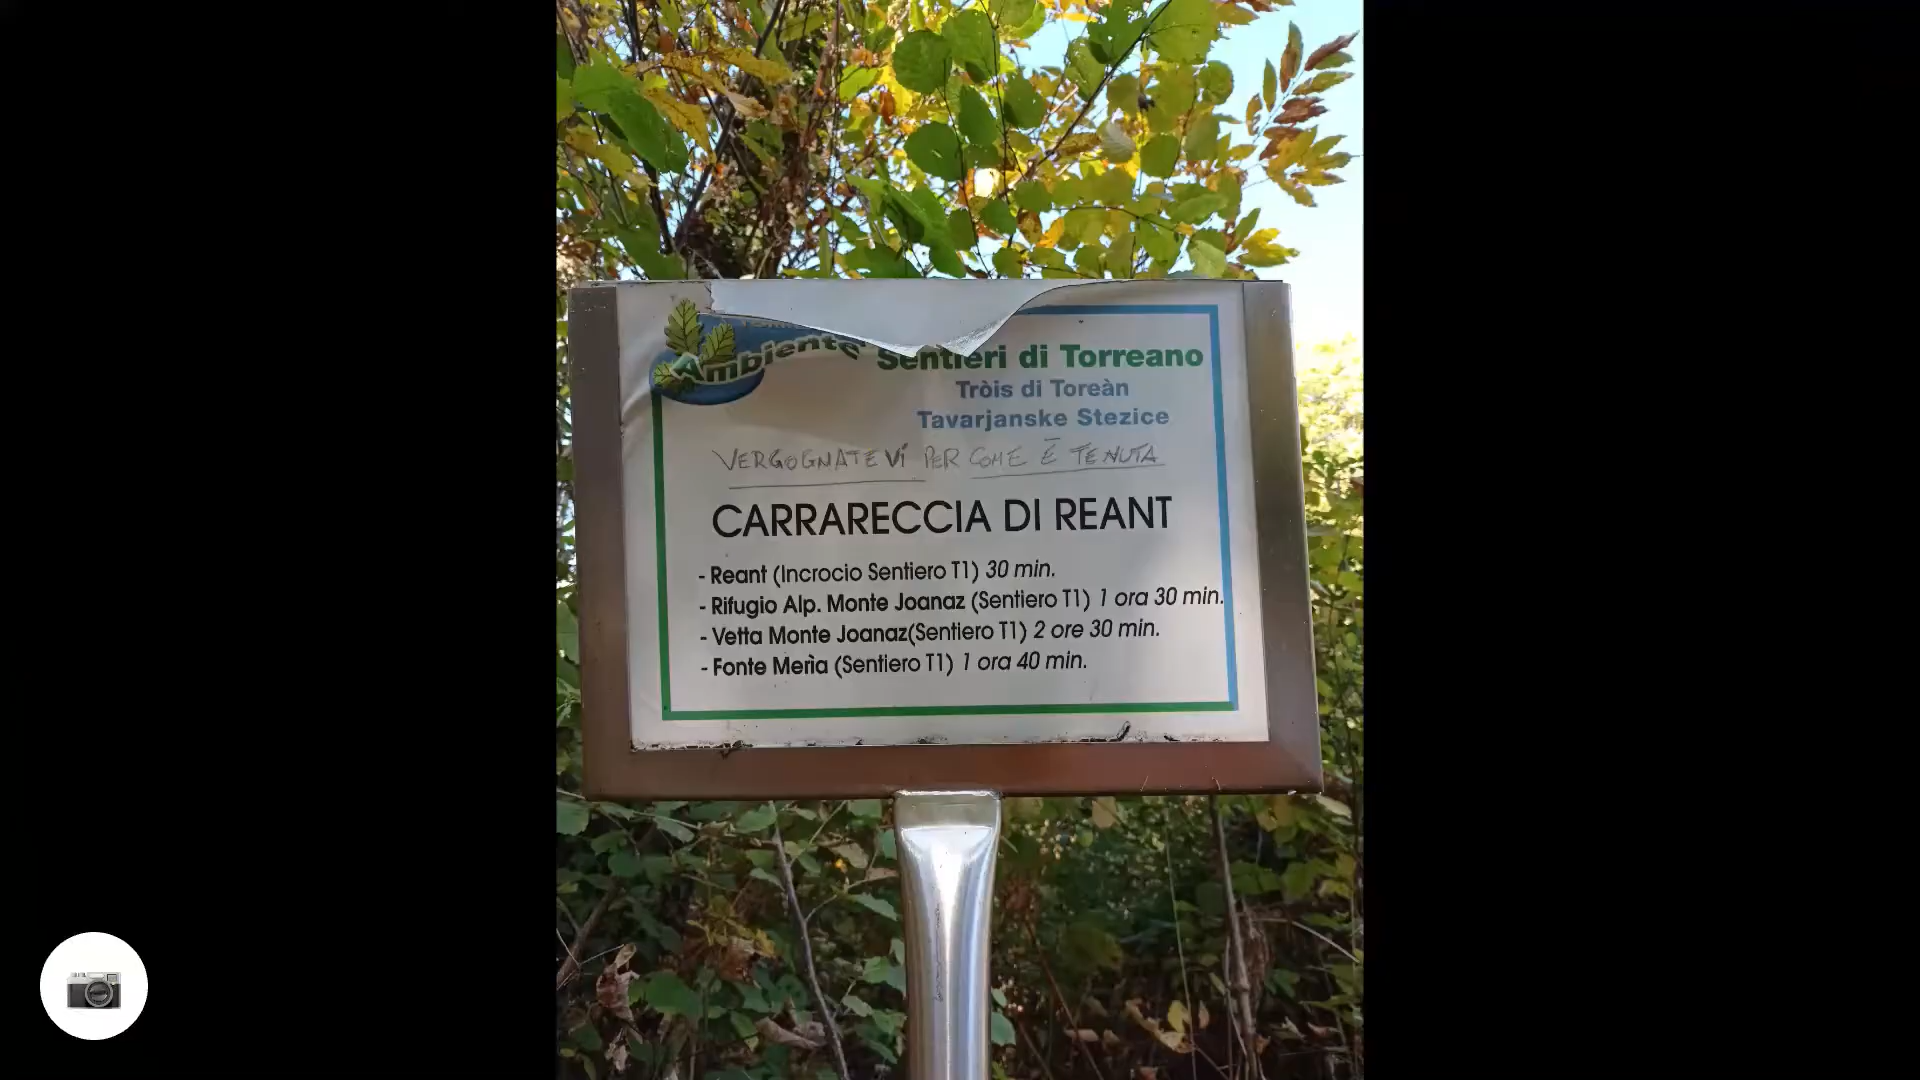 Ambiente
Sentieri di Torreano
Tròis di Toreàn
Tavarjanske Stezice
VERGOGNATEVI PER COME È TENUTA
CARRARECCIA DI REANT
- Reant (Incrocio Sentiero T1) 30 min.
- Rifugio Alp. Monte Joanaz (Sentiero T1) 1 ora 30 min.
- Vetta Monte Joanaz(Sentiero T1) 2 ore 30 min.
- Fonte Merìa (Sentiero T1) 1 ora 40 min.